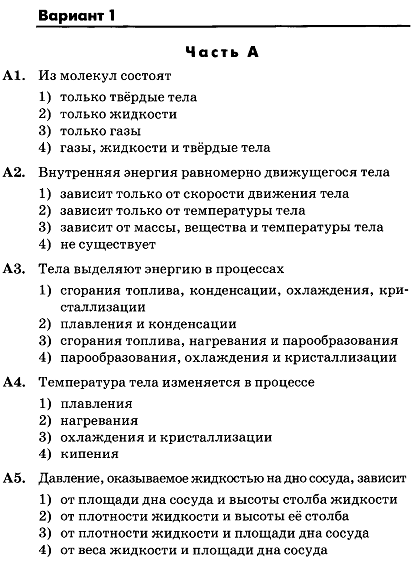 Вариант 1
Часть А
А1. Из молекул состоят
1) только твёрдые тела
2) только жидкости
3) только газы
4) газы, жидкости и твёрдые тела
А2. Внутренняя энергия равномерно движущегося тела
1) зависит только от скорости движения тела
2) зависит только от температуры тела
3) зависит от массы, вещества и температуры тела
4) не существует
А3. Тела выделяют энергию в процессах
1) сгорания топлива, конденсации, охлаждения, кри-
сталлизации
2) плавления и конденсации
3) сгорания топлива, нагревания и парообразования
4) парообразования, охлаждения и кристаллизации
А4. Температура тела изменяется в процессе
1) плавления
2) нагревания
3) охлаждения и кристаллизации
4) кипения
А5. Давление, оказываемое жидкостью на дно сосуда, зависит
1) от площади дна сосуда и высоты столба жидкости
2) от плотности жидкости и высоты её столба
3) от плотности жидкости и площади дна сосуда
4) от веса жидкости и площади дна сосуда